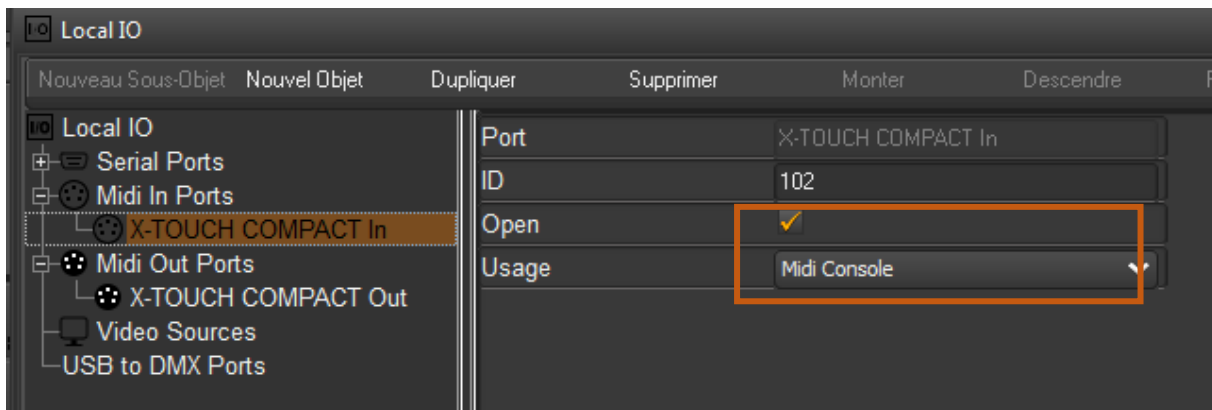 I/O Local IO
Nouveau Sous-Objet Nouvel Objet Dupliquer Supprimer Monter Descendre
I/O Local IO
Serial Ports
Midi In Ports
X-TOUCH COMPACT In
Midi Out Ports
X-TOUCH COMPACT Out
Video Sources
USB to DMX Ports
Port X-TOUCH COMPACT In
ID 102
Open
Usage Midi Console